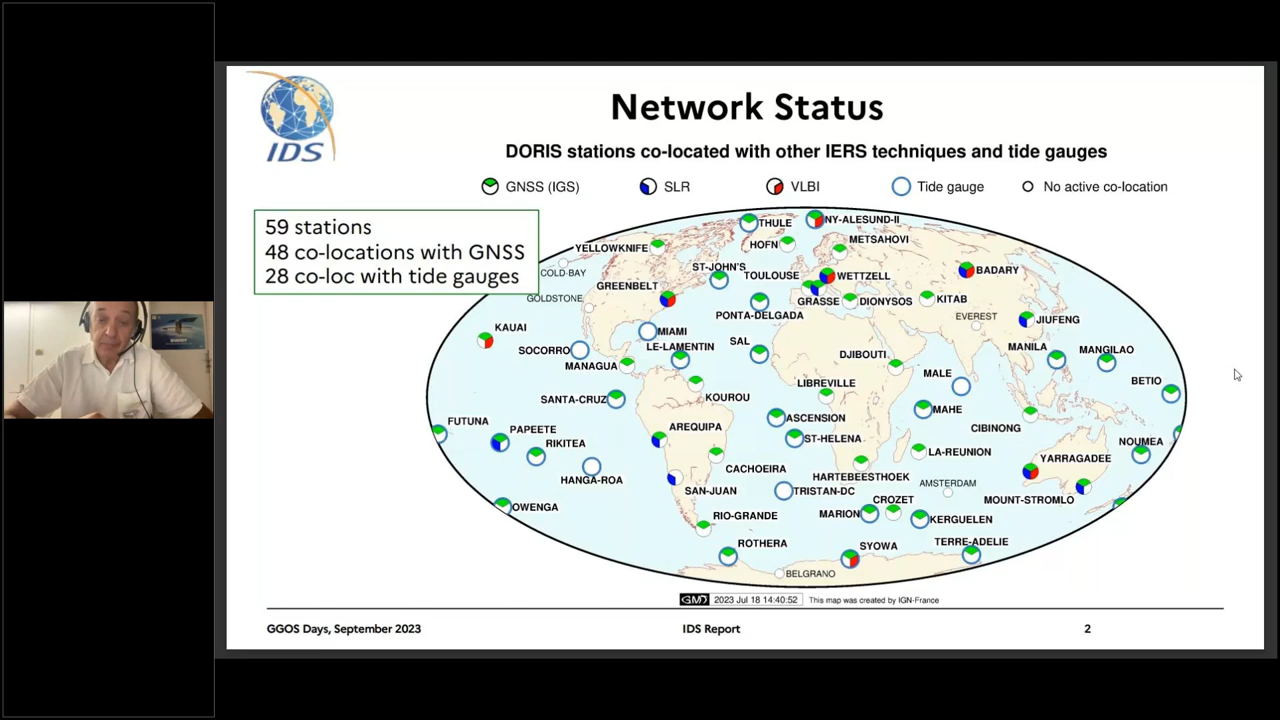 IDS
Network Status
DORIS stations co-located with other IERS techniques and tide gauges
GNSS (IGS) SLR VLBI Tide gauge No active co-location
59 stations
48 co-locations with GNSS
28 co-loc with tide gauges
THULE
NY-ALESUND-II
YELLOWKNIFE
HOFN
METSAHOVI
COLD-BAY
ST-JOHN'S
TOULOUSE
WETTZELL
BADARY
GREENBELT
GOLDSTONE
GRASSE
DIONYSOS
KITAB
PONTA-DELGADA
EVEREST
JIUFENG
KAUAI
MIAMI
SOCORRO
LE-LAMENTIN
SAL
MANILA
MANGILAO
MANAGUA
DJIBOUTI
MALE
BETIO
LIBREVILLE
SANTA-CRUZ
KOUROU
MAHE
FUTUNA
PAPEETE
RIKITEA
AREQUIPA
ASCENSION
CIBINONG
ST-HELENA
NOUMEA
LA-REUNION
YARRAGADEE
CACHOEIRA
HANGA-ROA
HARTEBEESTHOEK
SAN-JUAN
TRISTAN-DC
AMSTERDAM
CROZET
MOUNT-STROMLO
OWENGA
RIO-GRANDE
MARION
KERGUELEN
ROTHERA
SYOWA
TERRE-ADELIE
BELGRANO
GMT 2023 Jul 18 14:40:52 This map was created by IGN-France
GGOS Days, September 2023 IDS Report 2